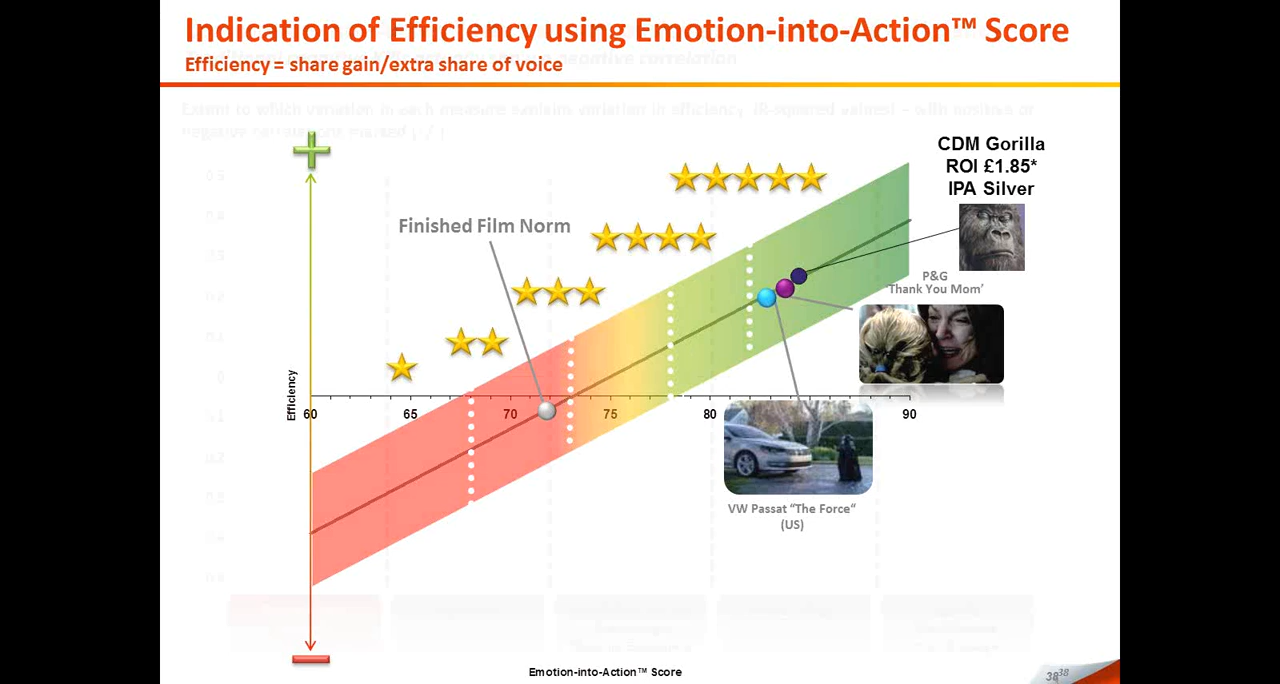 Indication of Efficiency using Emotion-into-Action™ Score
Efficiency = share gain/extra share of voice
CDM Gorilla
ROI £1.85*
IPA Silver
Finished Film Norm
P&G
'Thank You Mom'
Efficiency
60 65 70 75 80 90
VW Passat "The Force"
(US)
Emotion-into-Action™ Score
38